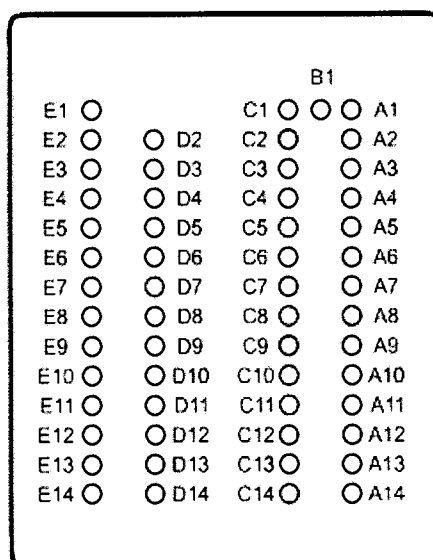 B1
E1 C1 A1
E2 D2 C2 A2
E3 D3 C3 A3
E4 D4 C4 A4
E5 D5 C5 A5
E6 D6 C6 A6
E7 D7 C7 A7
E8 D8 C8 A8
E9 D9 C9 A9
E10 D10 C10 A10
E11 D11 C11 A11
E12 D12 C12 A12
E13 D13 C13 A13
E14 D14 C14 A14